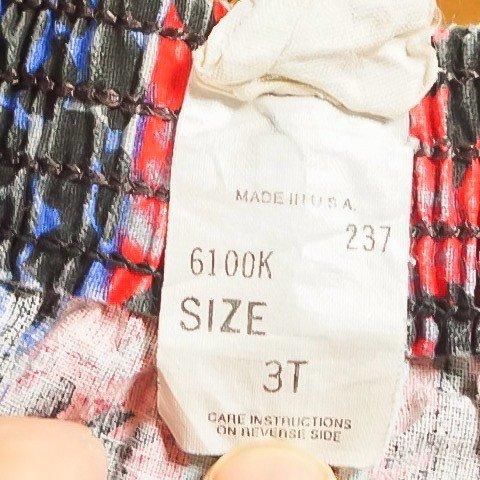 MADE IN U.S.A.
237
6100K
SIZE
3T
CARE INSTRUCTIONS
ON REVERSE SIDE